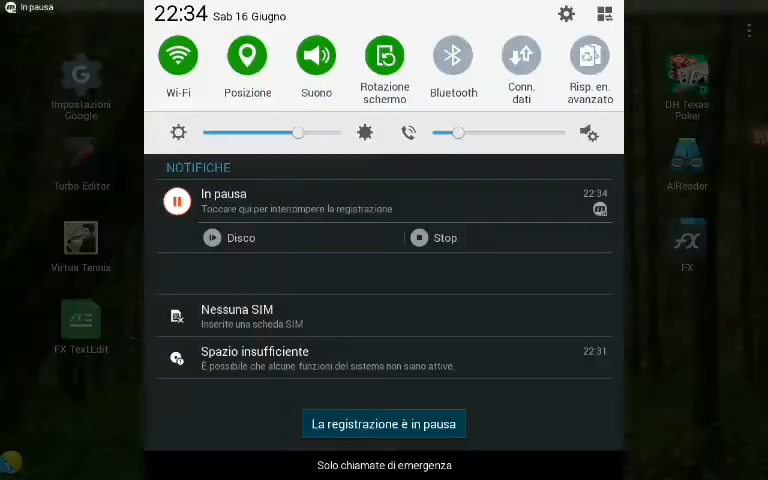 In pausa
22:34 Sab 16 Giugno
Wi-Fi
Posizione
Suono
Rotazione
schermo
Bluetooth
Conn.
dati
Risp. en.
avanzato
Impostazioni
Google
Turbo Editor
Virtua Tennis
FX TextEdit
DH Texas
Poker
AIReader
FX
NOTIFICHE
In pausa
22:34
Toccare qui per interrompere la registrazione
Disco
Stop
Nessuna SIM
Inserite una scheda SIM
Spazio insufficiente
22:31
È possibile che alcune funzioni del sistema non siano attive.
La registrazione è in pausa
Solo chiamate di emergenza